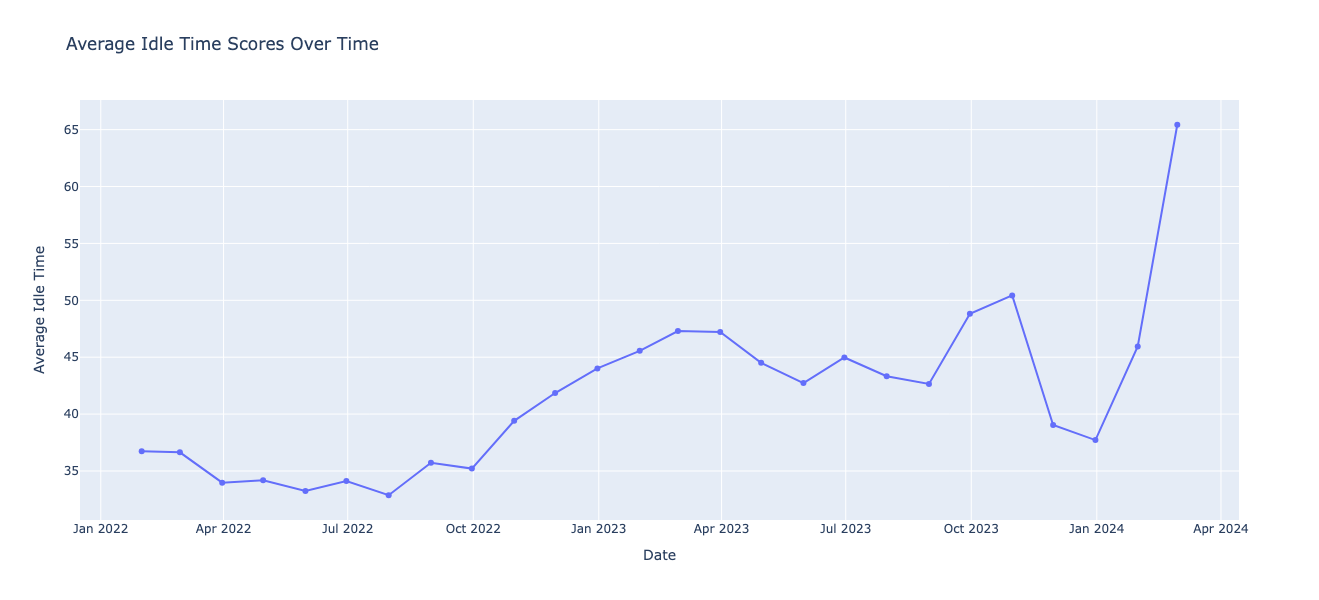 Average Idle Time Scores Over Time
Average Idle Time
65
60
55
50
45
40
35
Jan 2022 Apr 2022 Jul 2022 Oct 2022 Jan 2023 Apr 2023 Jul 2023 Oct 2023 Jan 2024 Apr 2024
Date